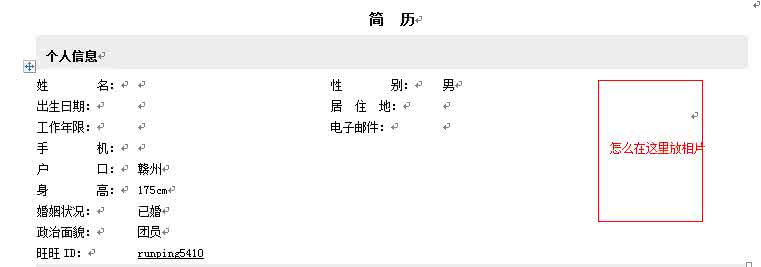 简 历
个人信息
姓 名： 性 别： 男
出生日期： 居 住 地：
工作年限： 电子邮件：
手 机：
怎么在这里放相片
户 口： 赣州
身 高： 175cm
婚姻状况： 已婚
政治面貌： 团员
旺旺 ID： runping5410